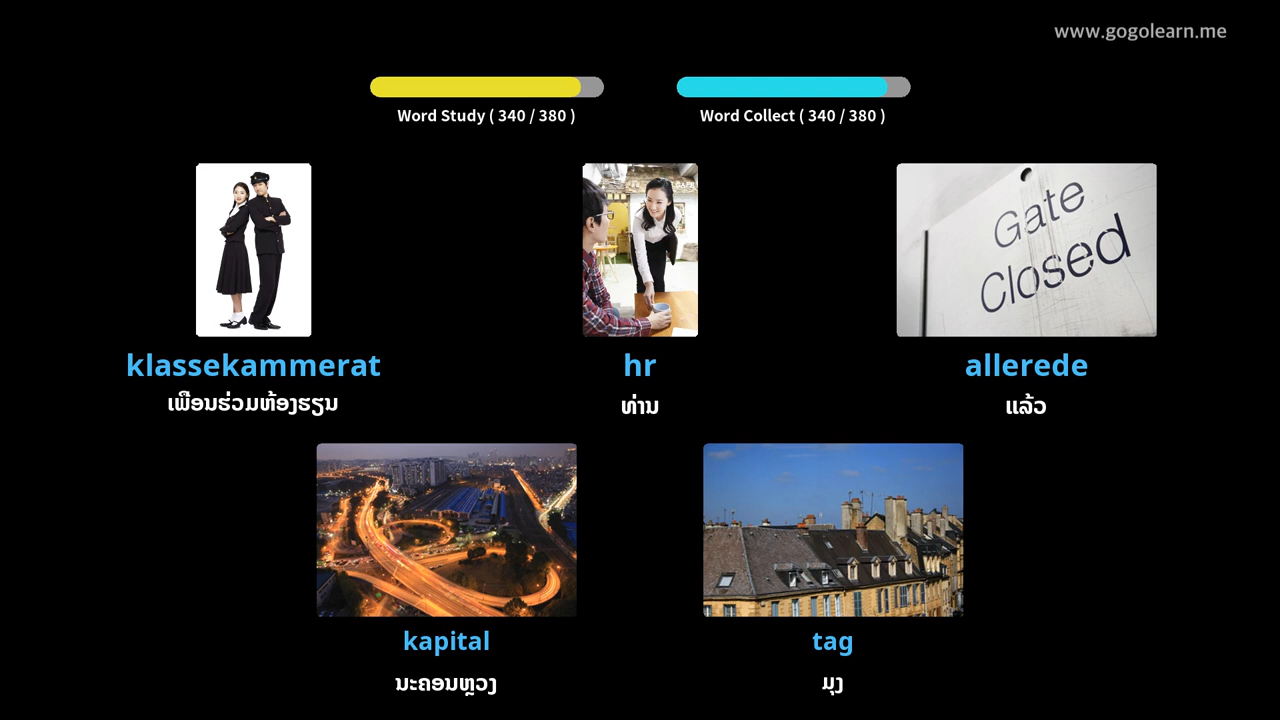 www.gogolearn.me
Word Study ( 340 / 380 )
Word Collect ( 340 / 380 )
Gate
Closed
klassekammerat
hr
allerede
ເພື່ອນຮ່ວມຫ້ອງຮຽນ
ທ່ານ
ແລ້ວ
kapital
tag
ນະຄອນຫຼວງ
ມຸງ